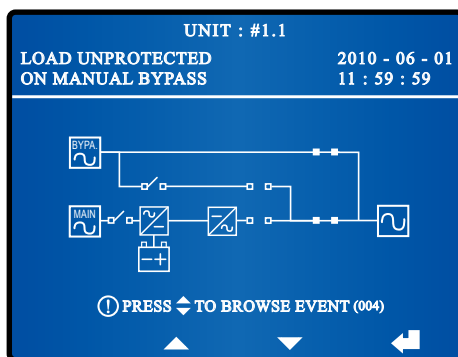 UNIT : #1.1
LOAD UNPROTECTED
ON MANUAL BYPASS
2010 - 06 - 01
11 : 59 : 59
BYPA.
MAIN
PRESS TO BROWSE EVENT (004)